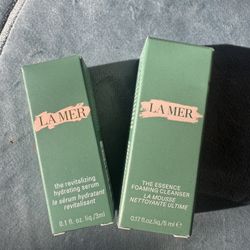 LA MER
the revitalizing
hydrating serum
le sérum hydratant
revitalisant
0.1 fl. oz. liq./3ml
LA MER
THE ESSENCE
FOAMING CLEANSER
LA MOUSSE
NETTOYANTE ULTIME
0.17 fl.oz.liq./5 ml